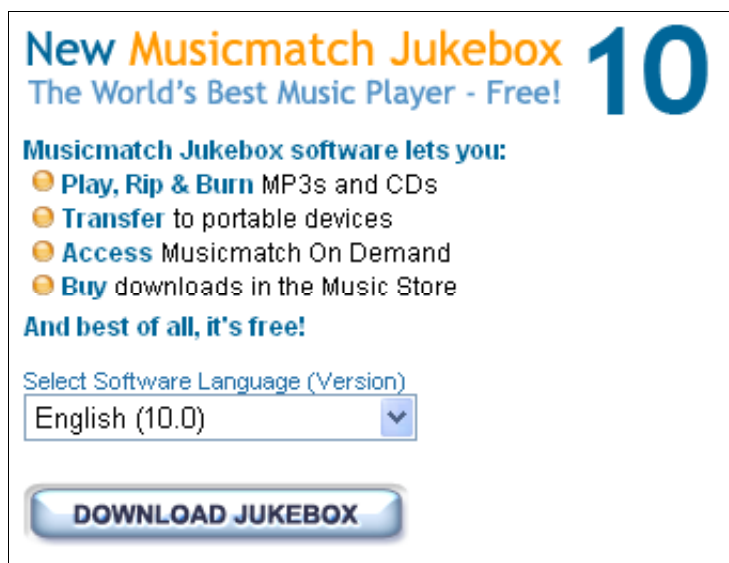 New Musicmatch Jukebox 10
The World's Best Music Player - Free!
Musicmatch Jukebox software lets you:
Play, Rip & Burn MP3s and CDs
Transfer to portable devices
Access Musicmatch On Demand
Buy downloads in the Music Store
And best of all, it's free!
Select Software Language (Version)
English (10.0)
DOWNLOAD JUKEBOX